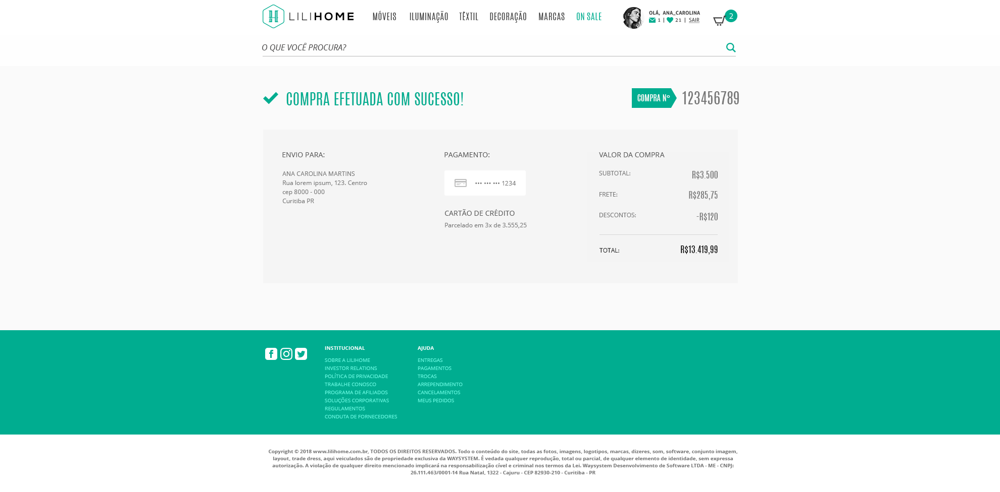 LILIHOME
MÓVEIS ILUMINAÇÃO TÊXTIL DECORAÇÃO MARCAS ON SALE
OLÁ, ANA_CAROLINA
1 | 21 | SAIR
2
O QUE VOCÊ PROCURA?
COMPRA EFETUADA COM SUCESSO!
COMPRA Nº 123456789
ENVIO PARA:
ANA CAROLINA MARTINS
Rua lorem ipsum, 123. Centro
cep 8000 - 000
Curitiba PR
PAGAMENTO:
••• ••• ••• 1234
CARTÃO DE CRÉDITO
Parcelado em 3x de 3.555,25
VALOR DA COMPRA
SUBTOTAL: R$3.500
FRETE: R$285,75
DESCONTOS: -R$120
TOTAL: R$13.419,99
INSTITUCIONAL
SOBRE A LILIHOME
INVESTOR RELATIONS
POLÍTICA DE PRIVACIDADE
TRABALHE CONOSCO
PROGRAMA DE AFILIADOS
SOLUÇÕES CORPORATIVAS
REGULAMENTOS
CONDUTA DE FORNECEDORES
AJUDA
ENTREGAS
PAGAMENTOS
TROCAS
ARREPENDIMENTO
CANCELAMENTOS
MEUS PEDIDOS
Copyright © 2018 www.lilihome.com.br, TODOS OS DIREITOS RESERVADOS. Todo o conteúdo do site, todas as fotos, imagens, logotipos, marcas, dizeres, som, software, conjunto imagem,
layout, trade dress, aqui veiculados são de propriedade exclusiva da WAYSYSTEM. É vedada qualquer reprodução, total ou parcial, de qualquer elemento de identidade, sem expressa
autorização. A violação de qualquer direito mencionado implicará na responsabilização cível e criminal nos termos da Lei. Waysystem Desenvolvimento de Software LTDA - ME - CNPJ:
26.111.463/0001-14 Rua Natal, 1322 - Cajuru - CEP 82930-210 - Curitiba - PR